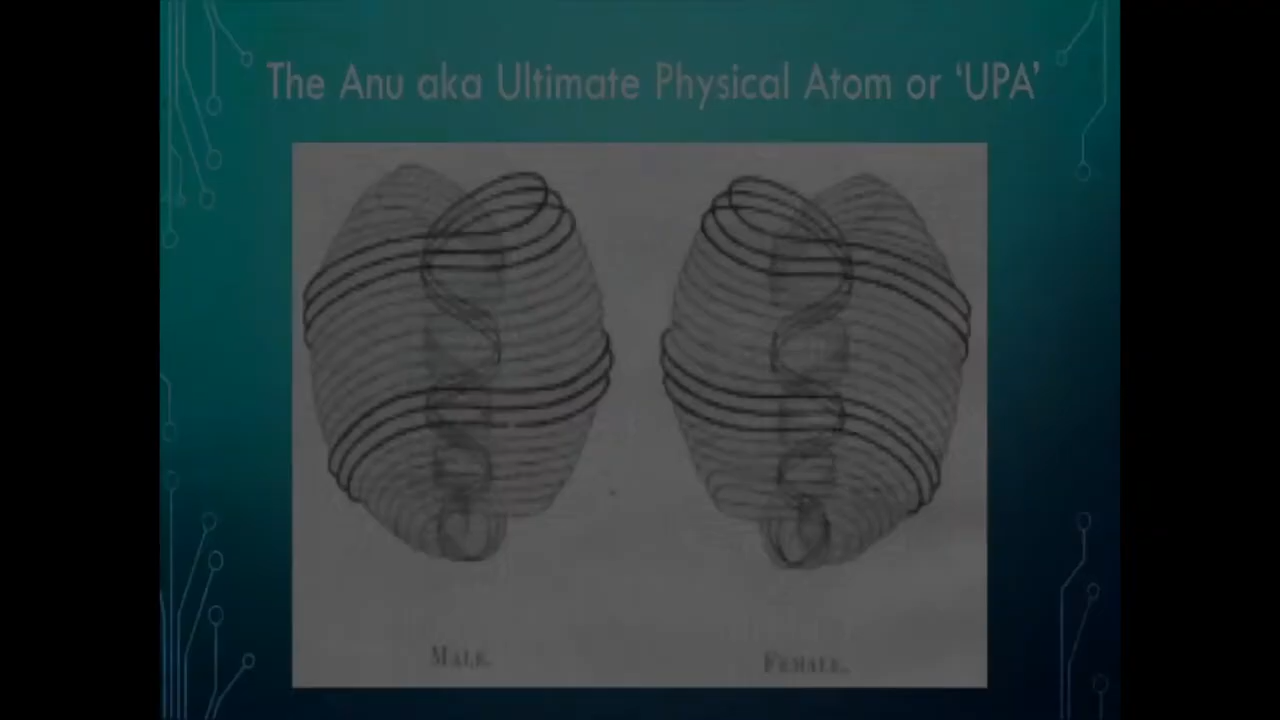 The Anu aka Ultimate Physical Atom or ‘UPA’
MALE.
FEMALE.